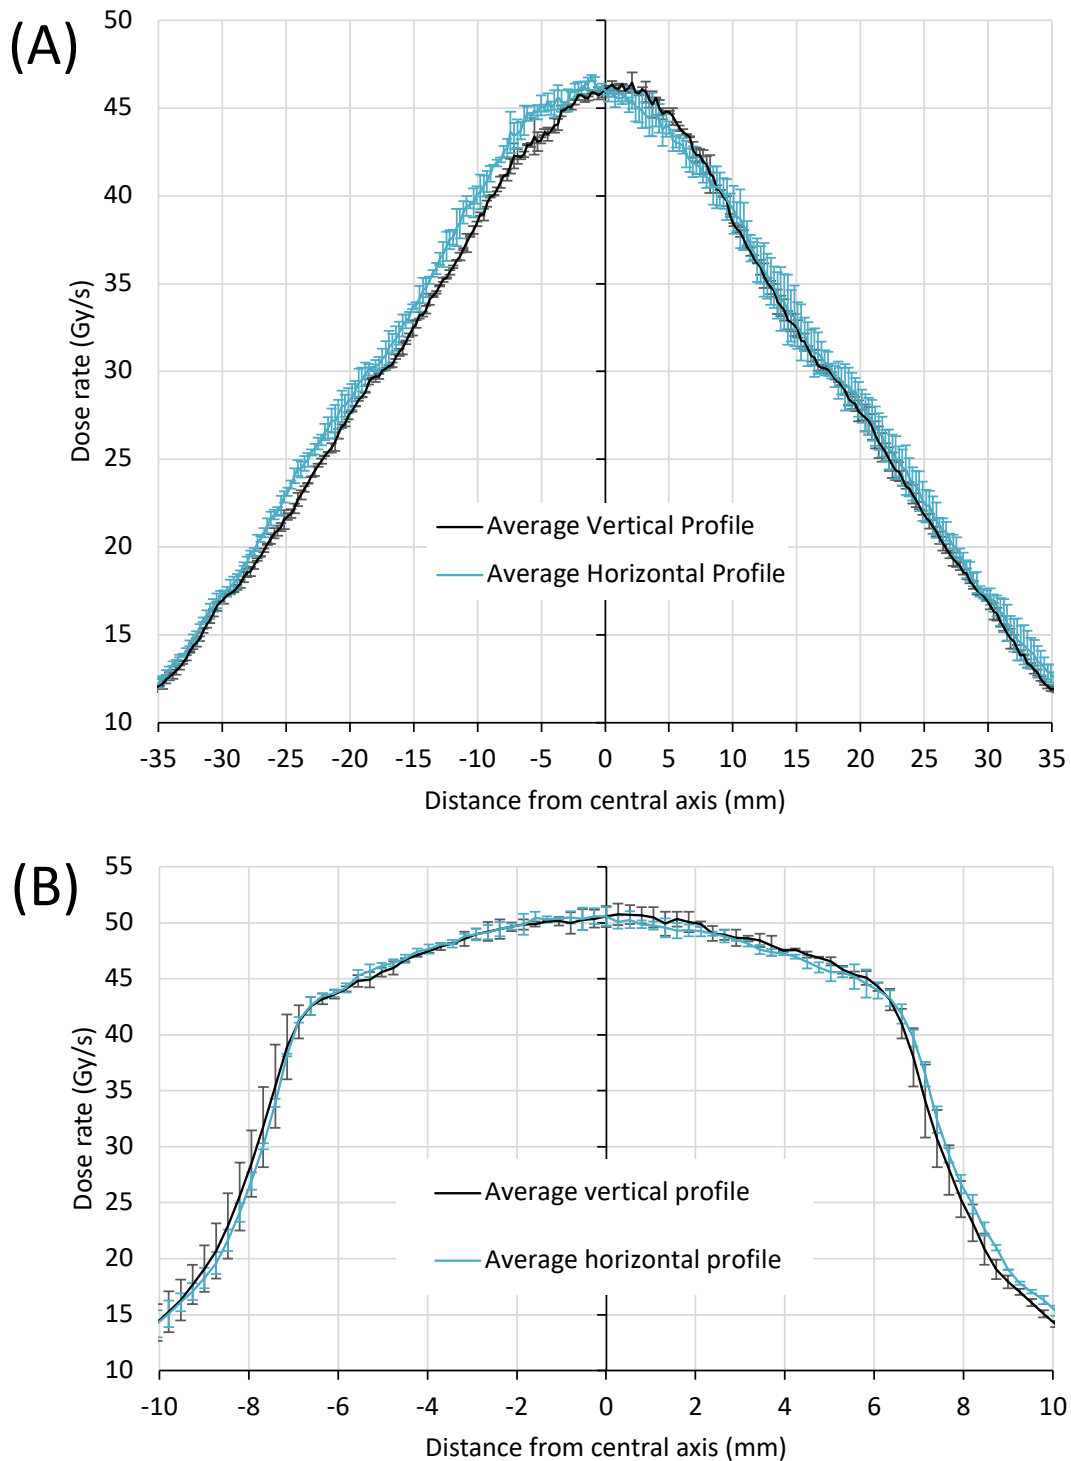 (A)
50
45
40
35
30
25
20
15
10
Dose rate (Gy/s)
Average Vertical Profile
Average Horizontal Profile
-35 -30 -25 -20 -15 -10 -5 0 5 10 15 20 25 30 35
Distance from central axis (mm)
(B)
55
50
45
40
35
30
25
20
15
10
Dose rate (Gy/s)
Average vertical profile
Average horizontal profile
-10 -8 -6 -4 -2 0 2 4 6 8 10
Distance from central axis (mm)